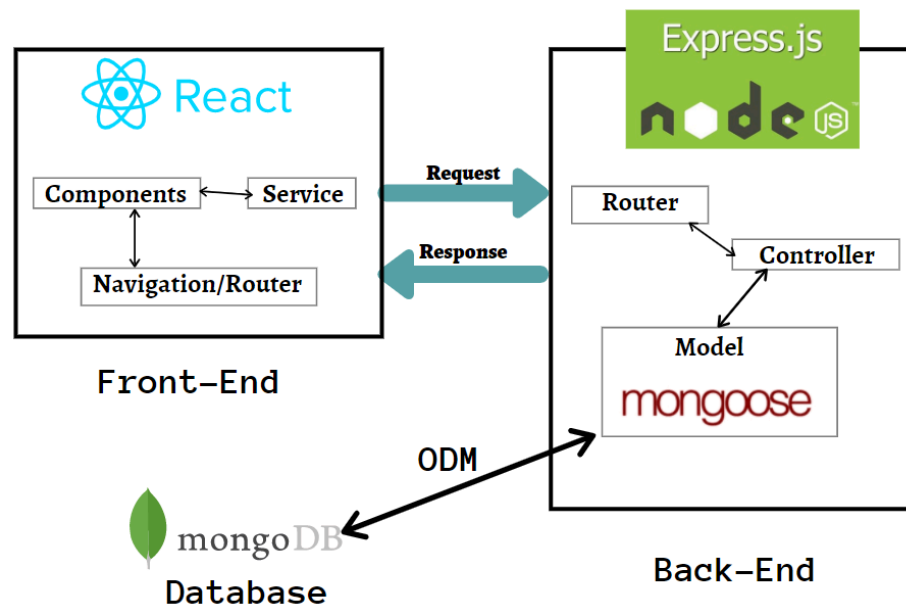 React
Components
Service
Navigation/Router
Front-End
Request
Response
Express.js
node
JS
™
Router
Controller
Model
mongoose
Back-End
ODM
mongoDB
Database